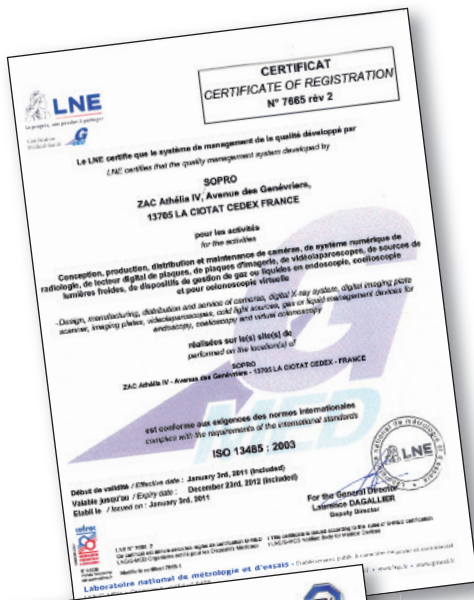 LNE
Le progrès, une passion à partager
G
CERTIFICAT
CERTIFICATE OF REGISTRATION
N° 7665 rév 2
Le LNE certifie que le système de management de la qualité développé par
LNE certifies that the quality management system developed by
SOPRO
ZAC Athélia IV, Avenue des Genévriers,
13705 LA CIOTAT CEDEX FRANCE
pour les activités
for the activities
Conception, production, distribution et maintenance de caméras, de système numérique de
radiologie, de lecteur digital de plaques, de plaques d'imagerie, de vidéolaparoscopes, de sources de
lumières froides, de dispositifs de gestion de gaz ou liquides en endoscopie, coelioscopie
et pour colonoscopie virtuelle
- Design, manufacturing, distribution and service of cameras, digital X-ray system, digital imaging plate
scanner, imaging plates, videolaparoscopes, cold light sources, gas or liquid management devices for
endoscopy, coelioscopy and virtual colonoscopy
réalisées sur le(s) site(s) de
performed on the location(s) of
SOPRO
ZAC Athélia IV - Avenue des Genévriers - 13705 LA CIOTAT CEDEX - FRANCE
G
MED
est conforme aux exigences des normes internationales
complies with the requirements of the international standards
ISO 13485 : 2003
Début de validité / Effective date : January 3rd, 2011 (included)
Valable jusqu'au / Expiry date : December 23rd, 2012 (included)
Etabli le / Issued on : January 3rd, 2011
LNE
For the General Director
Laurence DAGALLIER
Deputy Director
cofrac
Laboratoire national de métrologie et d'essais